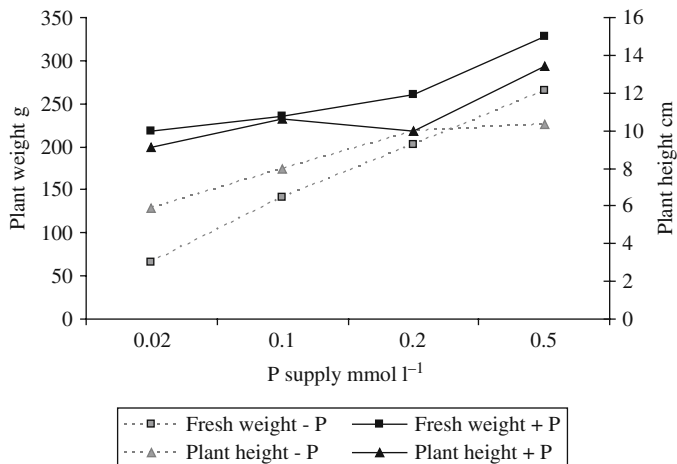 350
300
250
200
150
100
50
0
Plant weight g
16
14
12
10
8
6
4
2
0
Plant height cm
0.02 0.1 0.2 0.5
P supply mmol l⁻¹
Fresh weight - P Fresh weight + P
Plant height - P Plant height + P